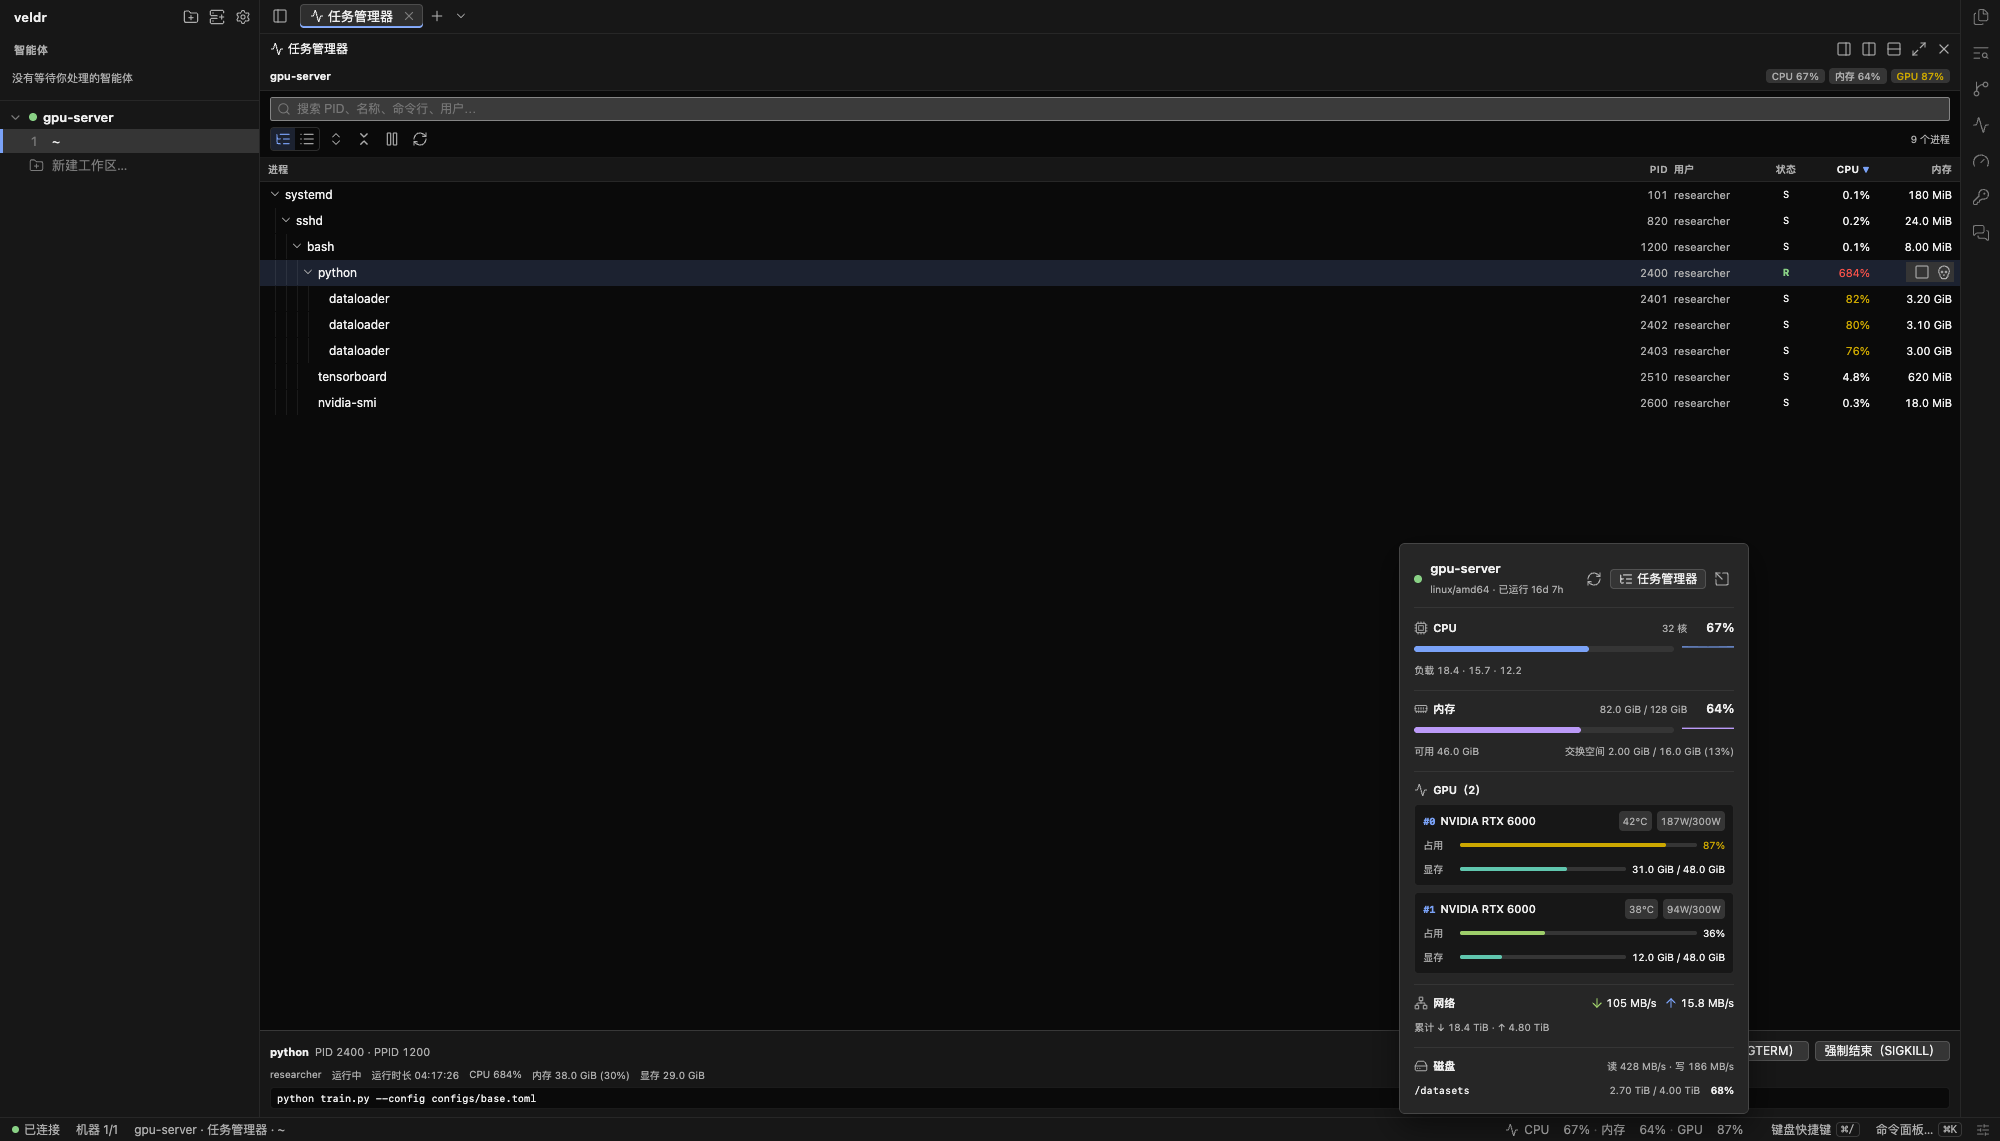 veldr
任务管理器
智能体
没有等待你处理的智能体
gpu-server
1 ~
新建工作区...
任务管理器
gpu-server
CPU 67% 内存 64% GPU 87%
搜索 PID、名称、命令行、用户...
9 个进程
进程 PID 用户 状态 CPU ▼ 内存
systemd 101 researcher S 0.1% 180 MiB
sshd 820 researcher S 0.2% 24.0 MiB
bash 1200 researcher S 0.1% 8.00 MiB
python 2400 researcher R 684%
dataloader 2401 researcher S 82% 3.20 GiB
dataloader 2402 researcher S 80% 3.10 GiB
dataloader 2403 researcher S 76% 3.00 GiB
tensorboard 2510 researcher S 4.8% 620 MiB
nvidia-smi 2600 researcher S 0.3% 18.0 MiB
gpu-server
linux/amd64 · 已运行 16d 7h
任务管理器
CPU 32 核 67%
负载 18.4 · 15.7 · 12.2
内存 82.0 GiB / 128 GiB 64%
可用 46.0 GiB 交换空间 2.00 GiB / 16.0 GiB (13%)
GPU（2）
#0 NVIDIA RTX 6000 42°C 187W/300W
占用 87%
显存 31.0 GiB / 48.0 GiB
#1 NVIDIA RTX 6000 38°C 94W/300W
占用 36%
显存 12.0 GiB / 48.0 GiB
网络 ↓ 105 MB/s ↑ 15.8 MB/s
累计 ↓ 18.4 TiB · ↑ 4.80 TiB
磁盘 读 428 MB/s · 写 186 MB/s
/datasets 2.70 TiB / 4.00 TiB 68%
python PID 2400 · PPID 1200
GTERM) 强制结束（SIGKILL）
researcher 运行中 运行时长 04:17:26 CPU 684% 内存 38.0 GiB (30%) 显存 29.0 GiB
python train.py --config configs/base.toml
已连接 机器 1/1 gpu-server · 任务管理器 · ~
CPU 67% · 内存 64% · GPU 87% 键盘快捷键 ⌘/ 命令面板... ⌘K